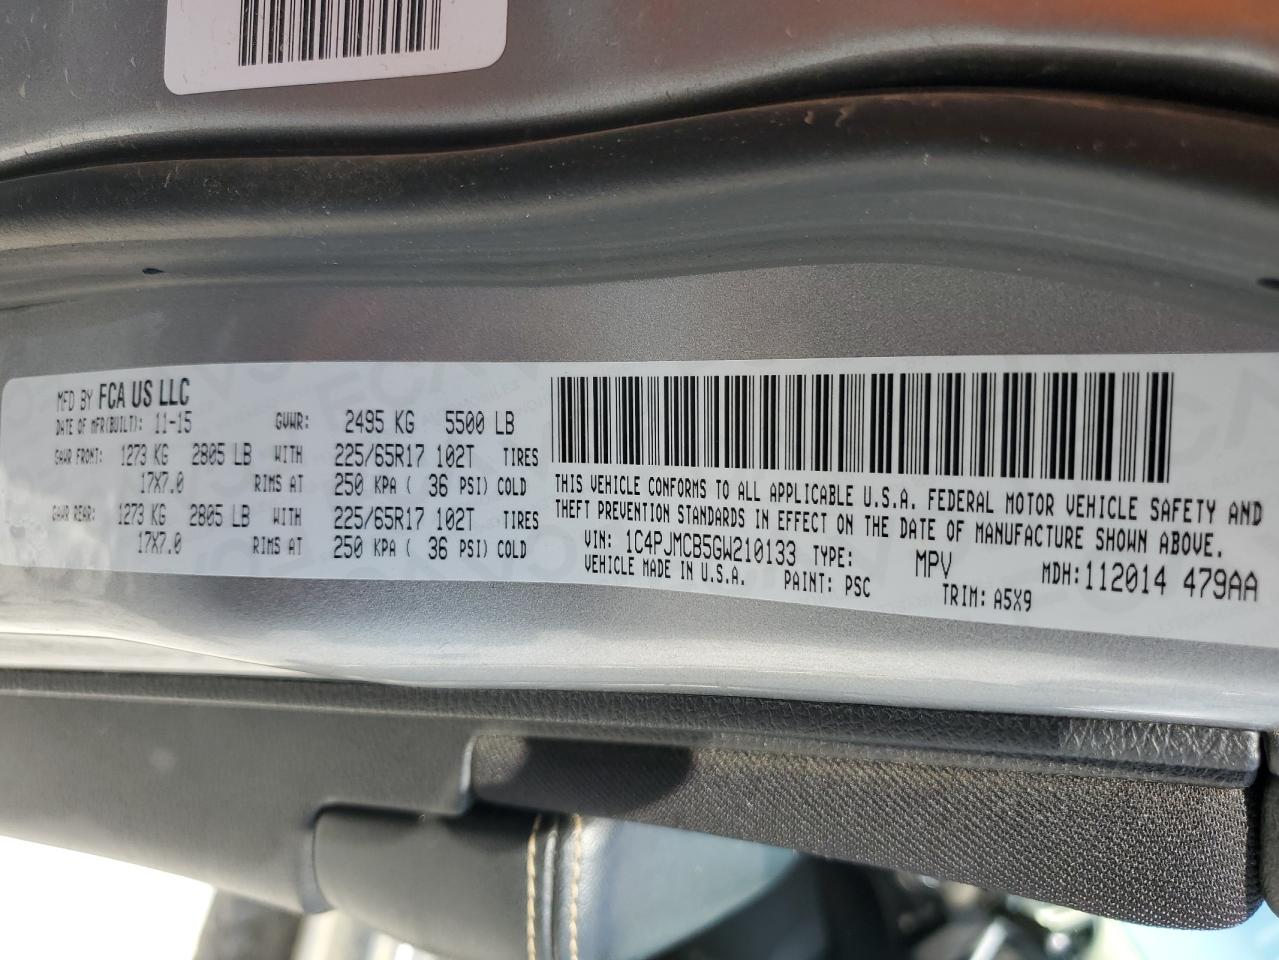 MFD BY FCA US LLC
DATE OF MFR(BUILT): 11-15 GVWR: 2495 KG 5500 LB
GAWR FRONT: 1273 KG 2805 LB WITH 225/65R17 102T TIRES
17X7.0 RIMS AT 250 KPA ( 36 PSI) COLD
GAWR REAR: 1273 KG 2805 LB WITH 225/65R17 102T TIRES
17X7.0 RIMS AT 250 KPA ( 36 PSI) COLD
THIS VEHICLE CONFORMS TO ALL APPLICABLE U.S.A. FEDERAL MOTOR VEHICLE SAFETY AND
THEFT PREVENTION STANDARDS IN EFFECT ON THE DATE OF MANUFACTURE SHOWN ABOVE.
VIN: 1C4PJMCB5GW210133 TYPE: MPV MDH:112014 479AA
VEHICLE MADE IN U.S.A. PAINT: PSC TRIM: A5X9